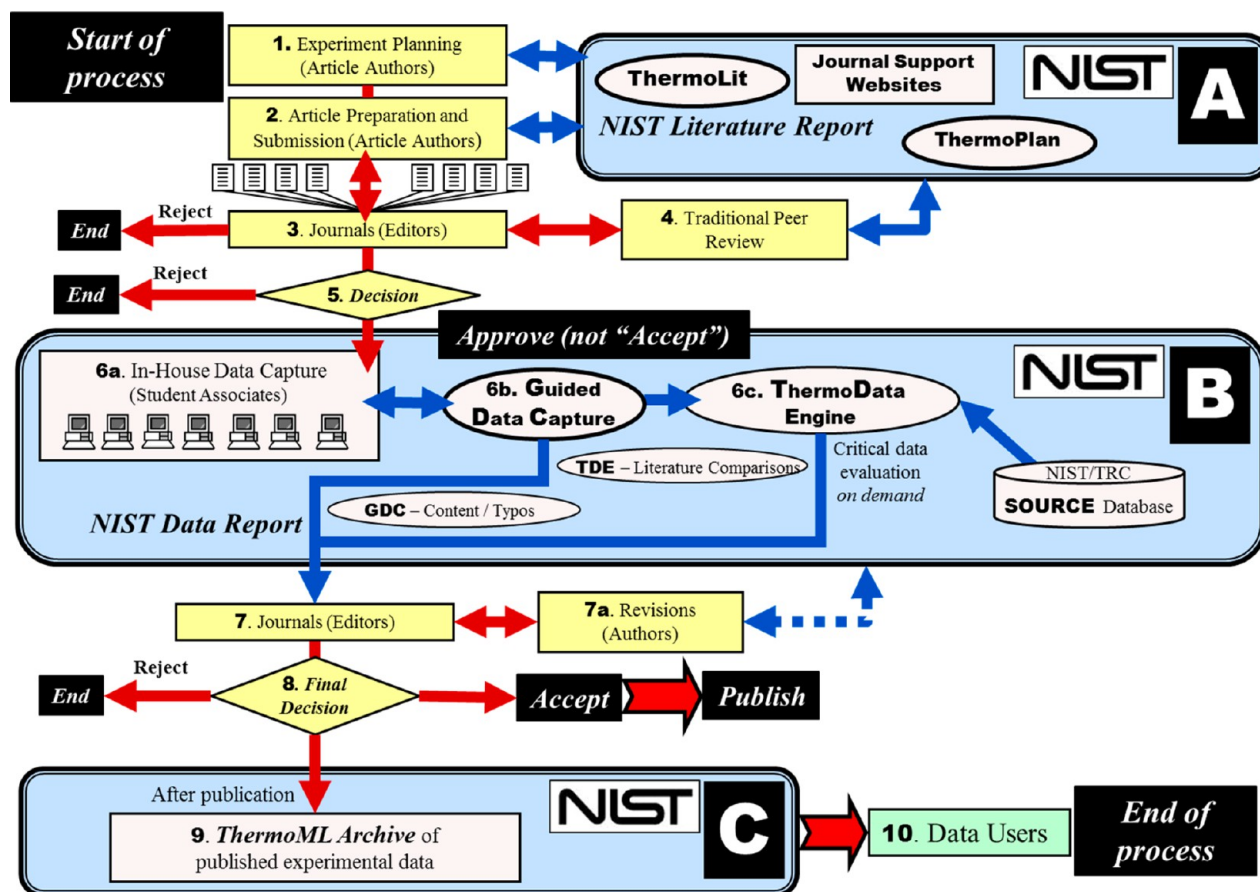 Start of
process
1. Experiment Planning
(Article Authors)
2. Article Preparation and
Submission (Article Authors)
ThermoLit
Journal Support
Websites
NIST
A
NIST Literature Report
ThermoPlan
End
Reject
3. Journals (Editors)
4. Traditional Peer
Review
End
Reject
5. Decision
Approve (not “Accept”)
6a. In-House Data Capture
(Student Associates)
6b. Guided
Data Capture
6c. ThermoData
Engine
NIST
B
TDE – Literature Comparisons
Critical data
evaluation
on demand
NIST/TRC
SOURCE Database
GDC – Content / Typos
NIST Data Report
7. Journals (Editors)
7a. Revisions
(Authors)
End
Reject
8. Final
Decision
Accept
Publish
After publication
9. ThermoML Archive of
published experimental data
NIST
C
10. Data Users
End of
process